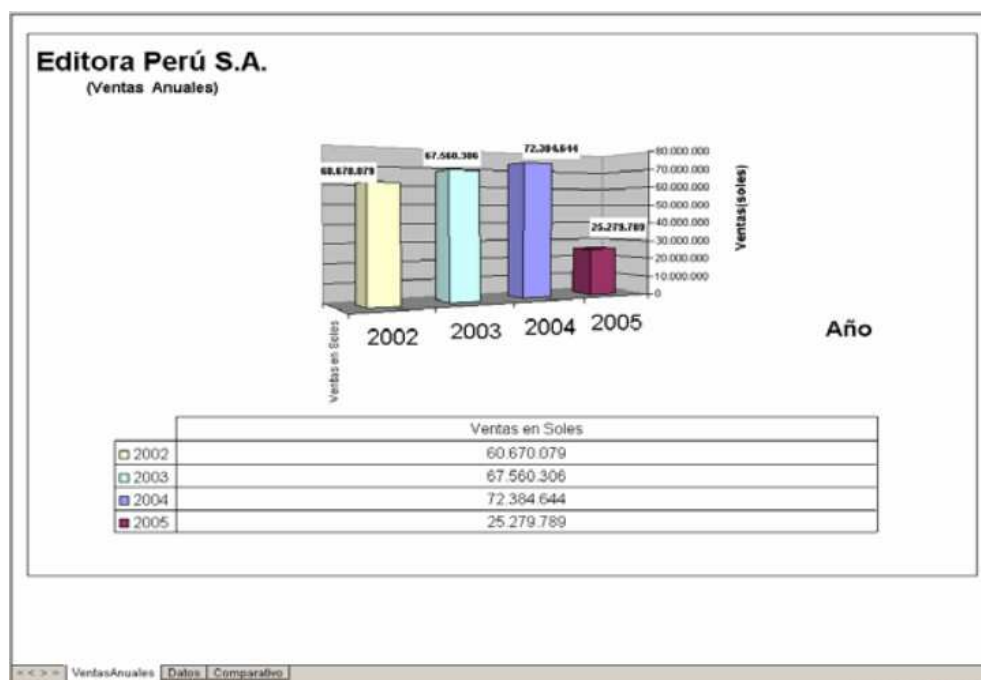 Editora Perú S.A.
(Ventas Anuales)
60.670.079
67.560.306
72.384.644
25.279.789
80.000.000
70.000.000
60.000.000
50.000.000
40.000.000
30.000.000
20.000.000
10.000.000
0
Ventas(soles)
Ventas en Soles
2002 2003 2004 2005
Año
Ventas en Soles
2002 60.670.079
2003 67.560.306
2004 72.384.644
2005 25.279.789
VentasAnuales Datos Comparativo